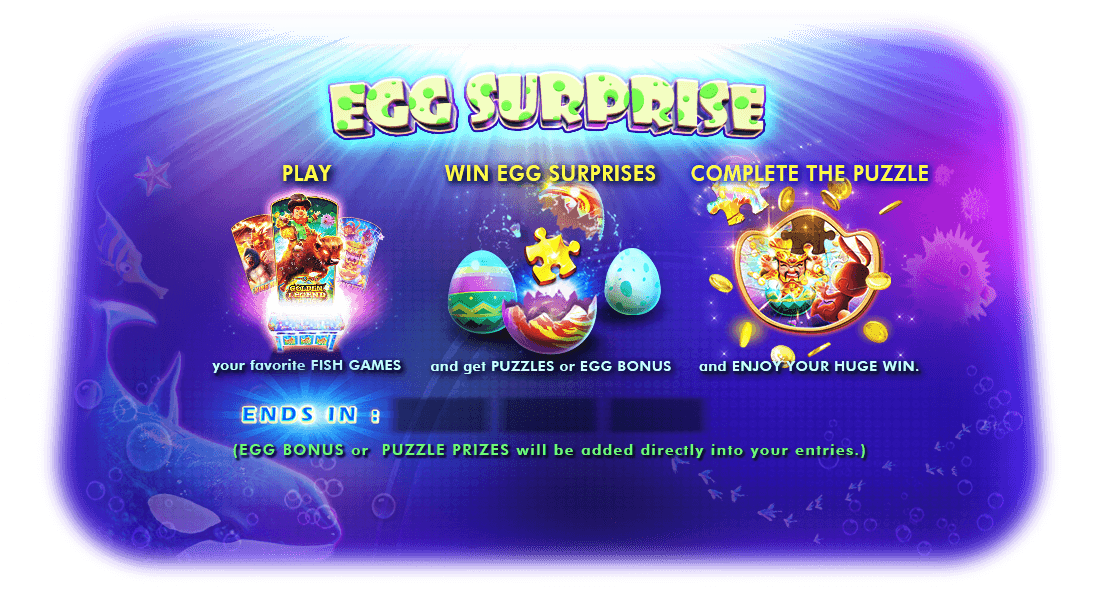 EGG SURPRISE
PLAY
WIN EGG SURPRISES
COMPLETE THE PUZZLE
GOLDEN
LEGEND
your favorite FISH GAMES
and get PUZZLES or EGG BONUS
and ENJOY YOUR HUGE WIN.
ENDS IN :
(EGG BONUS or PUZZLE PRIZES will be added directly into your entries.)